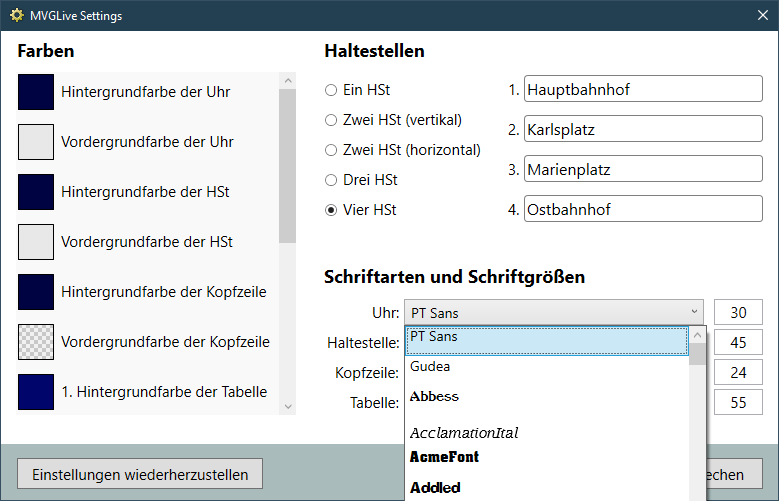 MVGLive Settings
Farben
Hintergrundfarbe der Uhr
Vordergrundfarbe der Uhr
Hintergrundfarbe der HSt
Vordergrundfarbe der HSt
Hintergrundfarbe der Kopfzeile
Vordergrundfarbe der Kopfzeile
1. Hintergrundfarbe der Tabelle
Haltestellen
Ein HSt
Zwei HSt (vertikal)
Zwei HSt (horizontal)
Drei HSt
Vier HSt
1. Hauptbahnhof
2. Karlsplatz
3. Marienplatz
4. Ostbahnhof
Schriftarten und Schriftgrößen
Uhr: PT Sans 30
Haltestelle: 45
Kopfzeile: 24
Tabelle: 55
PT Sans
Gudea
Abbess
AcclamationItal
AcmeFont
Addled
Einstellungen wiederherzustellen
echen